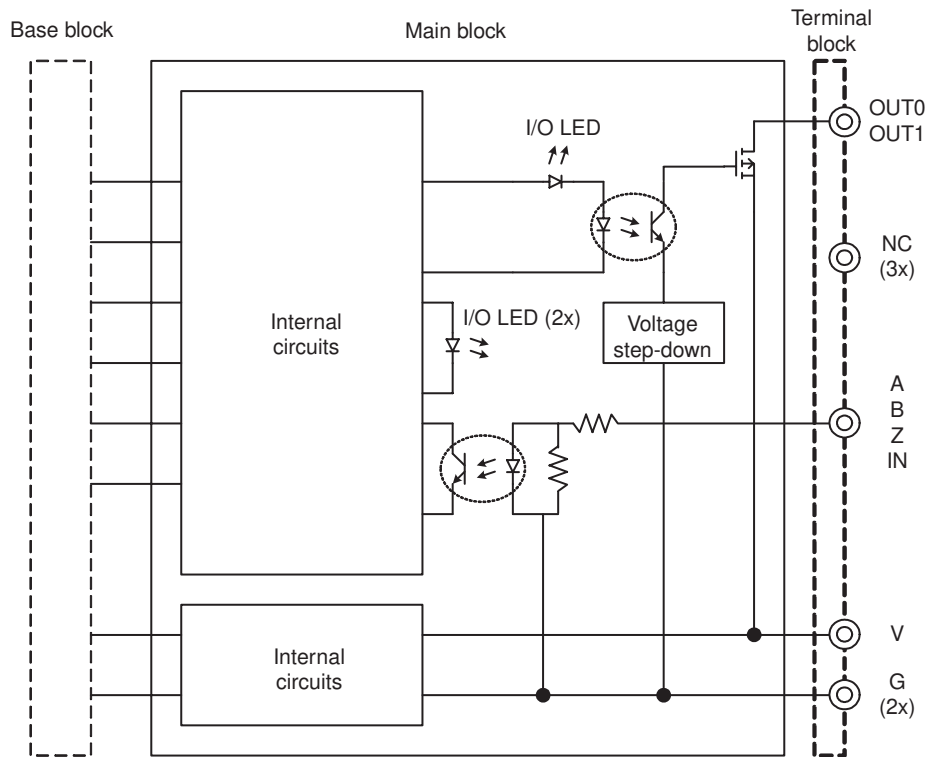 Base block
Main block
Terminal
block
OUT0
OUT1
I/O LED
NC
(3x)
I/O LED (2x)
Internal
circuits
Voltage
step-down
A
B
Z
IN
Internal
circuits
V
G
(2x)